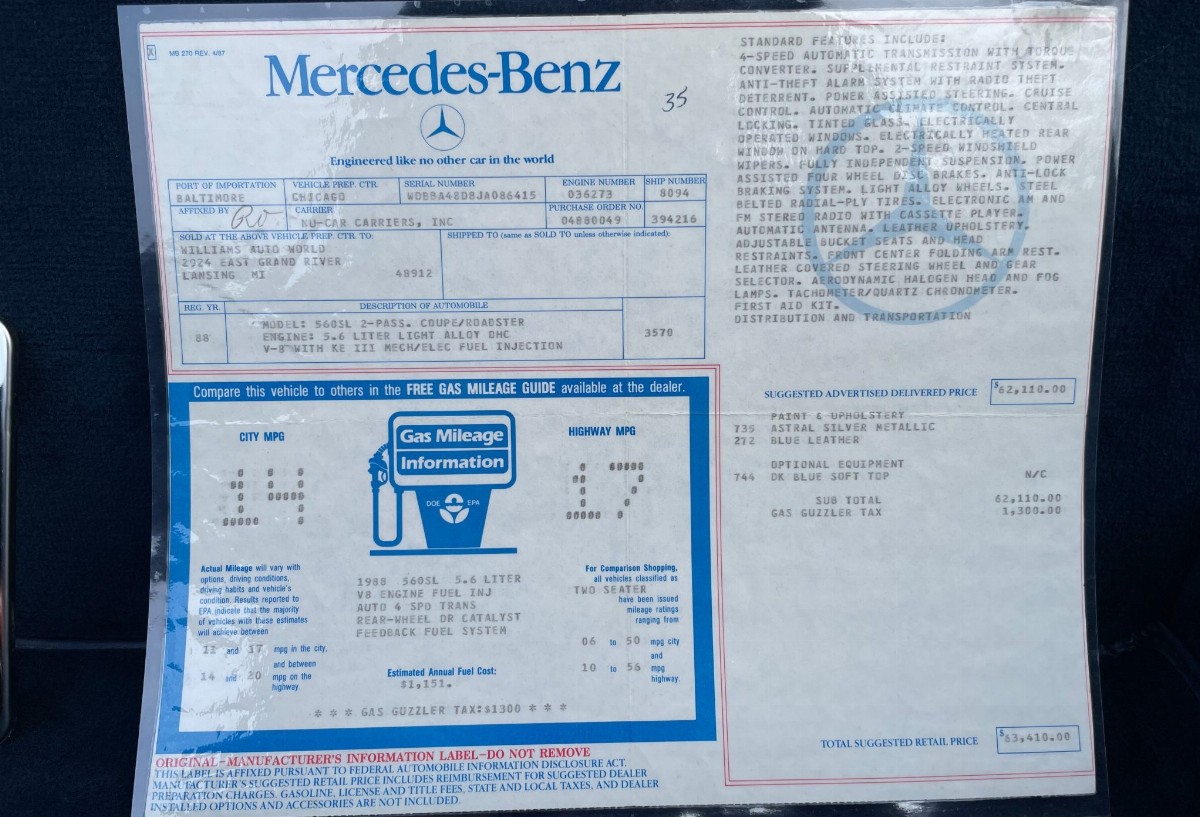 X MB 270 REV. 4/87
Mercedes-Benz
35
Engineered like no other car in the world
PORT OF IMPORTATION VEHICLE PREP. CTR. SERIAL NUMBER ENGINE NUMBER SHIP NUMBER
BALTIMORE CHICAGO WDBBA48D8JA086415 036273 8094
AFFIXED BY CARRIER PURCHASE ORDER NO.
NU-CAR CARRIERS, INC 04880049 394216
SOLD AT THE ABOVE VEHICLE PREP. CTR. TO: SHIPPED TO (same as SOLD TO unless otherwise indicated):
WILLIAMS AUTO WORLD
2924 EAST GRAND RIVER
LANSING MI 48912
REG. YR. DESCRIPTION OF AUTOMOBILE
88 MODEL: 560SL 2-PASS. COUPE/ROADSTER
ENGINE: 5.6 LITER LIGHT ALLOY OHC 3570
V-8 WITH KE III MECH/ELEC FUEL INJECTION
STANDARD FEATURES INCLUDE:
4-SPEED AUTOMATIC TRANSMISSION WITH TORQUE
CONVERTER. SUPPLEMENTAL RESTRAINT SYSTEM.
ANTI-THEFT ALARM SYSTEM WITH RADIO THEFT
DETERRENT. POWER ASSISTED STEERING. CRUISE
CONTROL. AUTOMATIC CLIMATE CONTROL. CENTRAL
LOCKING. TINTED GLASS. ELECTRICALLY
OPERATED WINDOWS. ELECTRICALLY HEATED REAR
WINDOW ON HARD TOP. 2-SPEED WINDSHIELD
WIPERS. FULLY INDEPENDENT SUSPENSION. POWER
ASSISTED FOUR WHEEL DISC BRAKES. ANTI-LOCK
BRAKING SYSTEM. LIGHT ALLOY WHEELS. STEEL
BELTED RADIAL-PLY TIRES. ELECTRONIC AM AND
FM STEREO RADIO WITH CASSETTE PLAYER.
AUTOMATIC ANTENNA. LEATHER UPHOLSTERY.
ADJUSTABLE BUCKET SEATS AND HEAD
RESTRAINTS. FRONT CENTER FOLDING ARM REST.
LEATHER COVERED STEERING WHEEL AND GEAR
SELECTOR. AERODYNAMIC HALOGEN HEAD AND FOG
LAMPS. TACHOMETER/QUARTZ CHRONOMETER.
FIRST AID KIT.
DISTRIBUTION AND TRANSPORTATION
Compare this vehicle to others in the FREE GAS MILEAGE GUIDE available at the dealer.
CITY MPG
14
Gas Mileage
Information
DOE EPA
HIGHWAY MPG
17
Actual Mileage will vary with
options, driving conditions,
driving habits and vehicle's
condition. Results reported to
EPA indicate that the majority
of vehicles with these estimates
will achieve between
11 and 17 mpg in the city,
and between
14 and 20 mpg on the
highway.
1988 560SL 5.6 LITER
V8 ENGINE FUEL INJ
AUTO 4 SPD TRANS
REAR-WHEEL DR CATALYST
FEEDBACK FUEL SYSTEM
Estimated Annual Fuel Cost:
$1,151.
For Comparison Shopping,
all vehicles classified as
TWO SEATER
have been issued
mileage ratings
ranging from
06 to 50 mpg city
and
10 to 56 mpg
highway.
* * * GAS GUZZLER TAX:$1300 * * *
SUGGESTED ADVERTISED DELIVERED PRICE $62,110.00
PAINT & UPHOLSTERY
735 ASTRAL SILVER METALLIC
272 BLUE LEATHER
OPTIONAL EQUIPMENT
744 DK BLUE SOFT TOP N/C
SUB TOTAL 62,110.00
GAS GUZZLER TAX 1,300.00
TOTAL SUGGESTED RETAIL PRICE $63,410.00
ORIGINAL-MANUFACTURER'S INFORMATION LABEL-DO NOT REMOVE
THIS LABEL IS AFFIXED PURSUANT TO FEDERAL AUTOMOBILE INFORMATION DISCLOSURE ACT.
MANUFACTURER'S SUGGESTED RETAIL PRICE INCLUDES REIMBURSEMENT FOR SUGGESTED DEALER
PREPARATION CHARGES. GASOLINE, LICENSE AND TITLE FEES, STATE AND LOCAL TAXES, AND DEALER
INSTALLED OPTIONS AND ACCESSORIES ARE NOT INCLUDED.